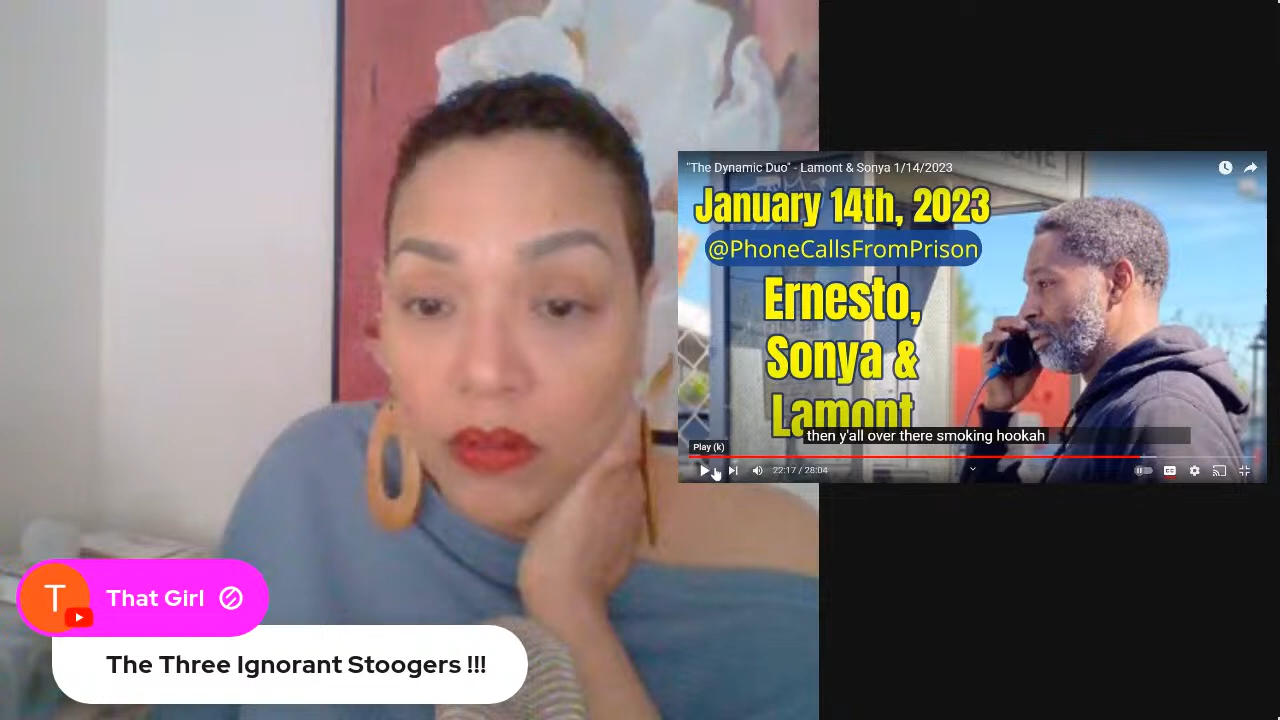 "The Dynamic Duo" - Lamont & Sonya 1/14/2023
January 14th, 2023
@PhoneCallsFromPrison
Ernesto,
Sonya &
Lamont
then y'all over there smoking hookah
Play (k)
22:17 / 28:04
CC
T
That Girl
The Three Ignorant Stoogers !!!